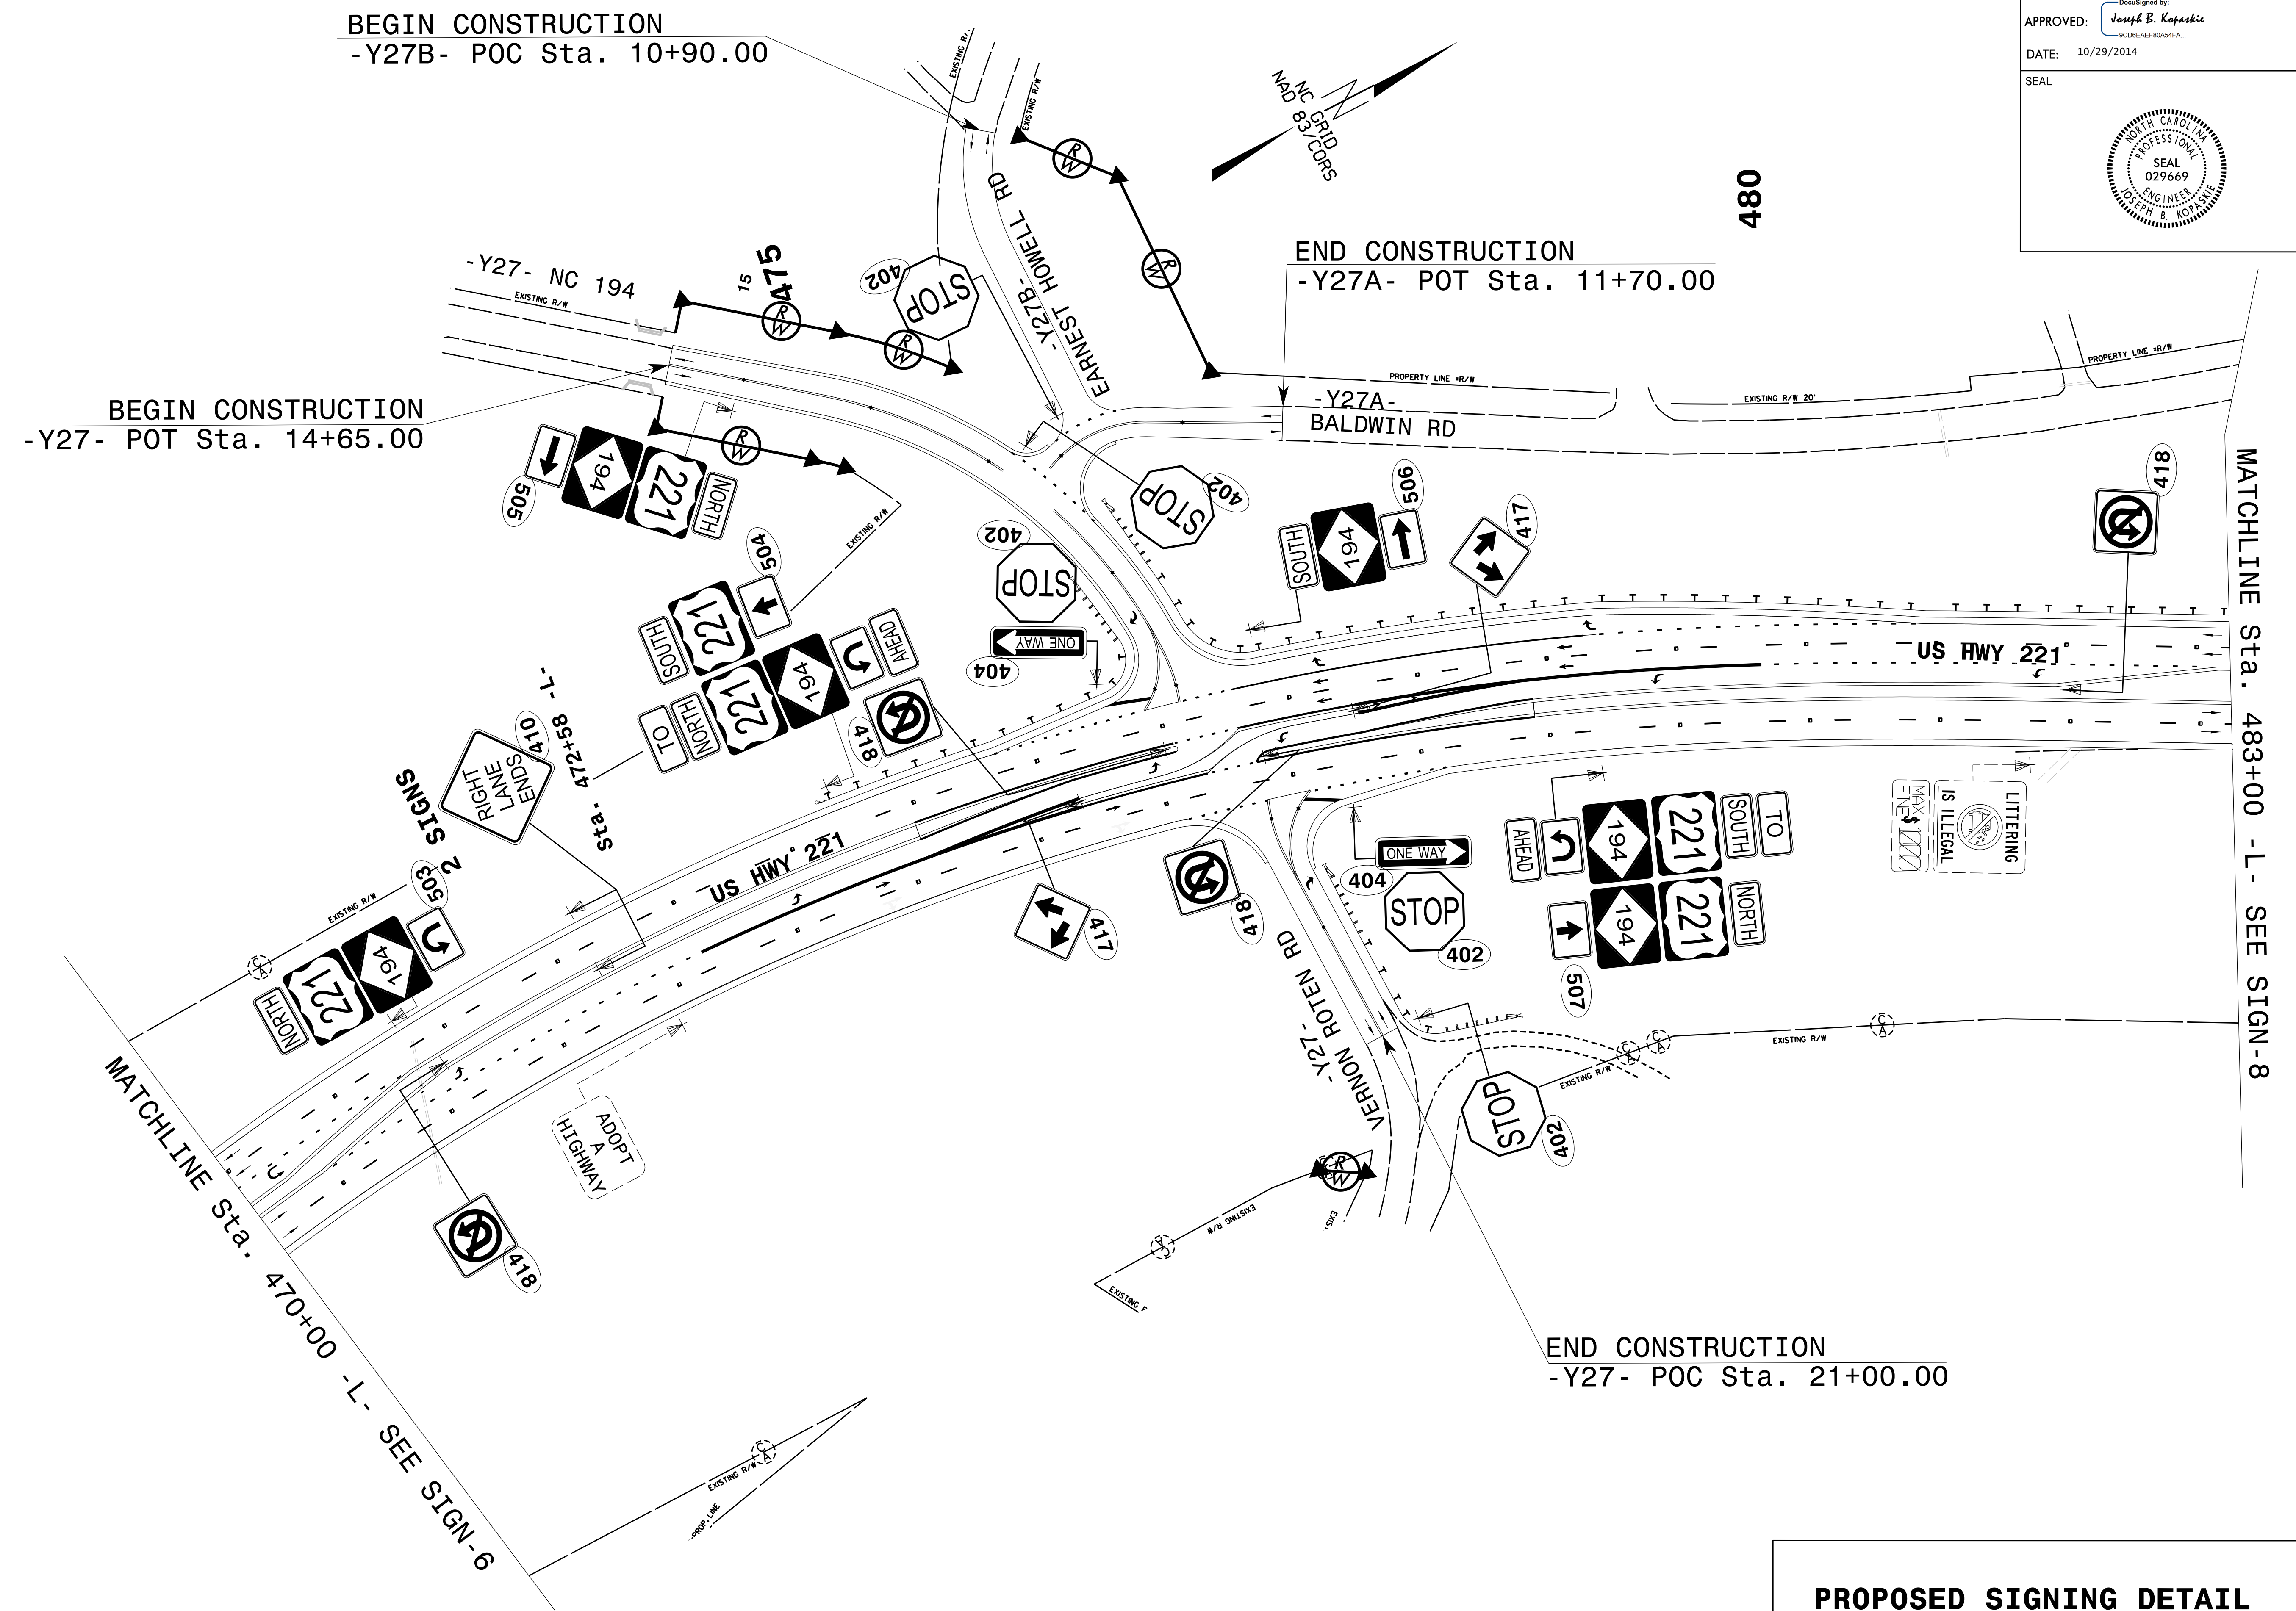 BEGIN CONSTRUCTION
-Y27B- POC Sta. 10+90.00
DocuSigned by:
APPROVED:
Joseph B. Kopaskie
9CD6EAEF80A54FA...
DATE: 10/29/2014
SEAL
NORTH CAROLINA
PROFESSIONAL
SEAL
029669
ENGINEER
JOSEPH B. KOPASKIE
EXISTING R/
EXISTING R/W
NC GRID
NAD 83/CORS
480
END CONSTRUCTION
-Y27A- POT Sta. 11+70.00
-Y27- NC 194
EXISTING R/W
15
475
R/W
R/W
R/W
R/W
402
STOP
-Y27B-
EARNEST HOWELL RD
PROPERTY LINE =R/W
EXISTING R/W 20'
PROPERTY LINE =R/W
-Y27A-
BALDWIN RD
BEGIN CONSTRUCTION
-Y27- POT Sta. 14+65.00
R/W
505
194
221
NORTH
EXISTING R/W
STOP
402
402
STOP
ONE WAY
404
SOUTH
194
506
417
418
MATCHLINE Sta. 483+00 -L- SEE SIGN-8
504
SOUTH
221
TO
NORTH
221
194
AHEAD
418
US HWY 221
US HWY 221
Sta. 472+58 -L-
410
RIGHT
LANE
ENDS
2 SIGNS
503
NORTH
221
194
EXISTING R/W
C/A
417
418
ONE WAY
404
STOP
402
AHEAD
194
221
SOUTH
TO
194
221
NORTH
507
LITTERING
IS ILLEGAL
MAX $
FINE
-Y27-
VERNON ROTEN RD
EXISTING R/W
C/A
C/A
C/A
EXISTING R/W
STOP
402
R/W
EXIS
EXISTING R/W
C/A
EXISTING F
ADOPT
A
HIGHWAY
418
MATCHLINE Sta. 470+00 -L- SEE SIGN-6
END CONSTRUCTION
-Y27- POC Sta. 21+00.00
C/A
EXISTING R/W
PROP. LINE
PROPOSED SIGNING DETAIL